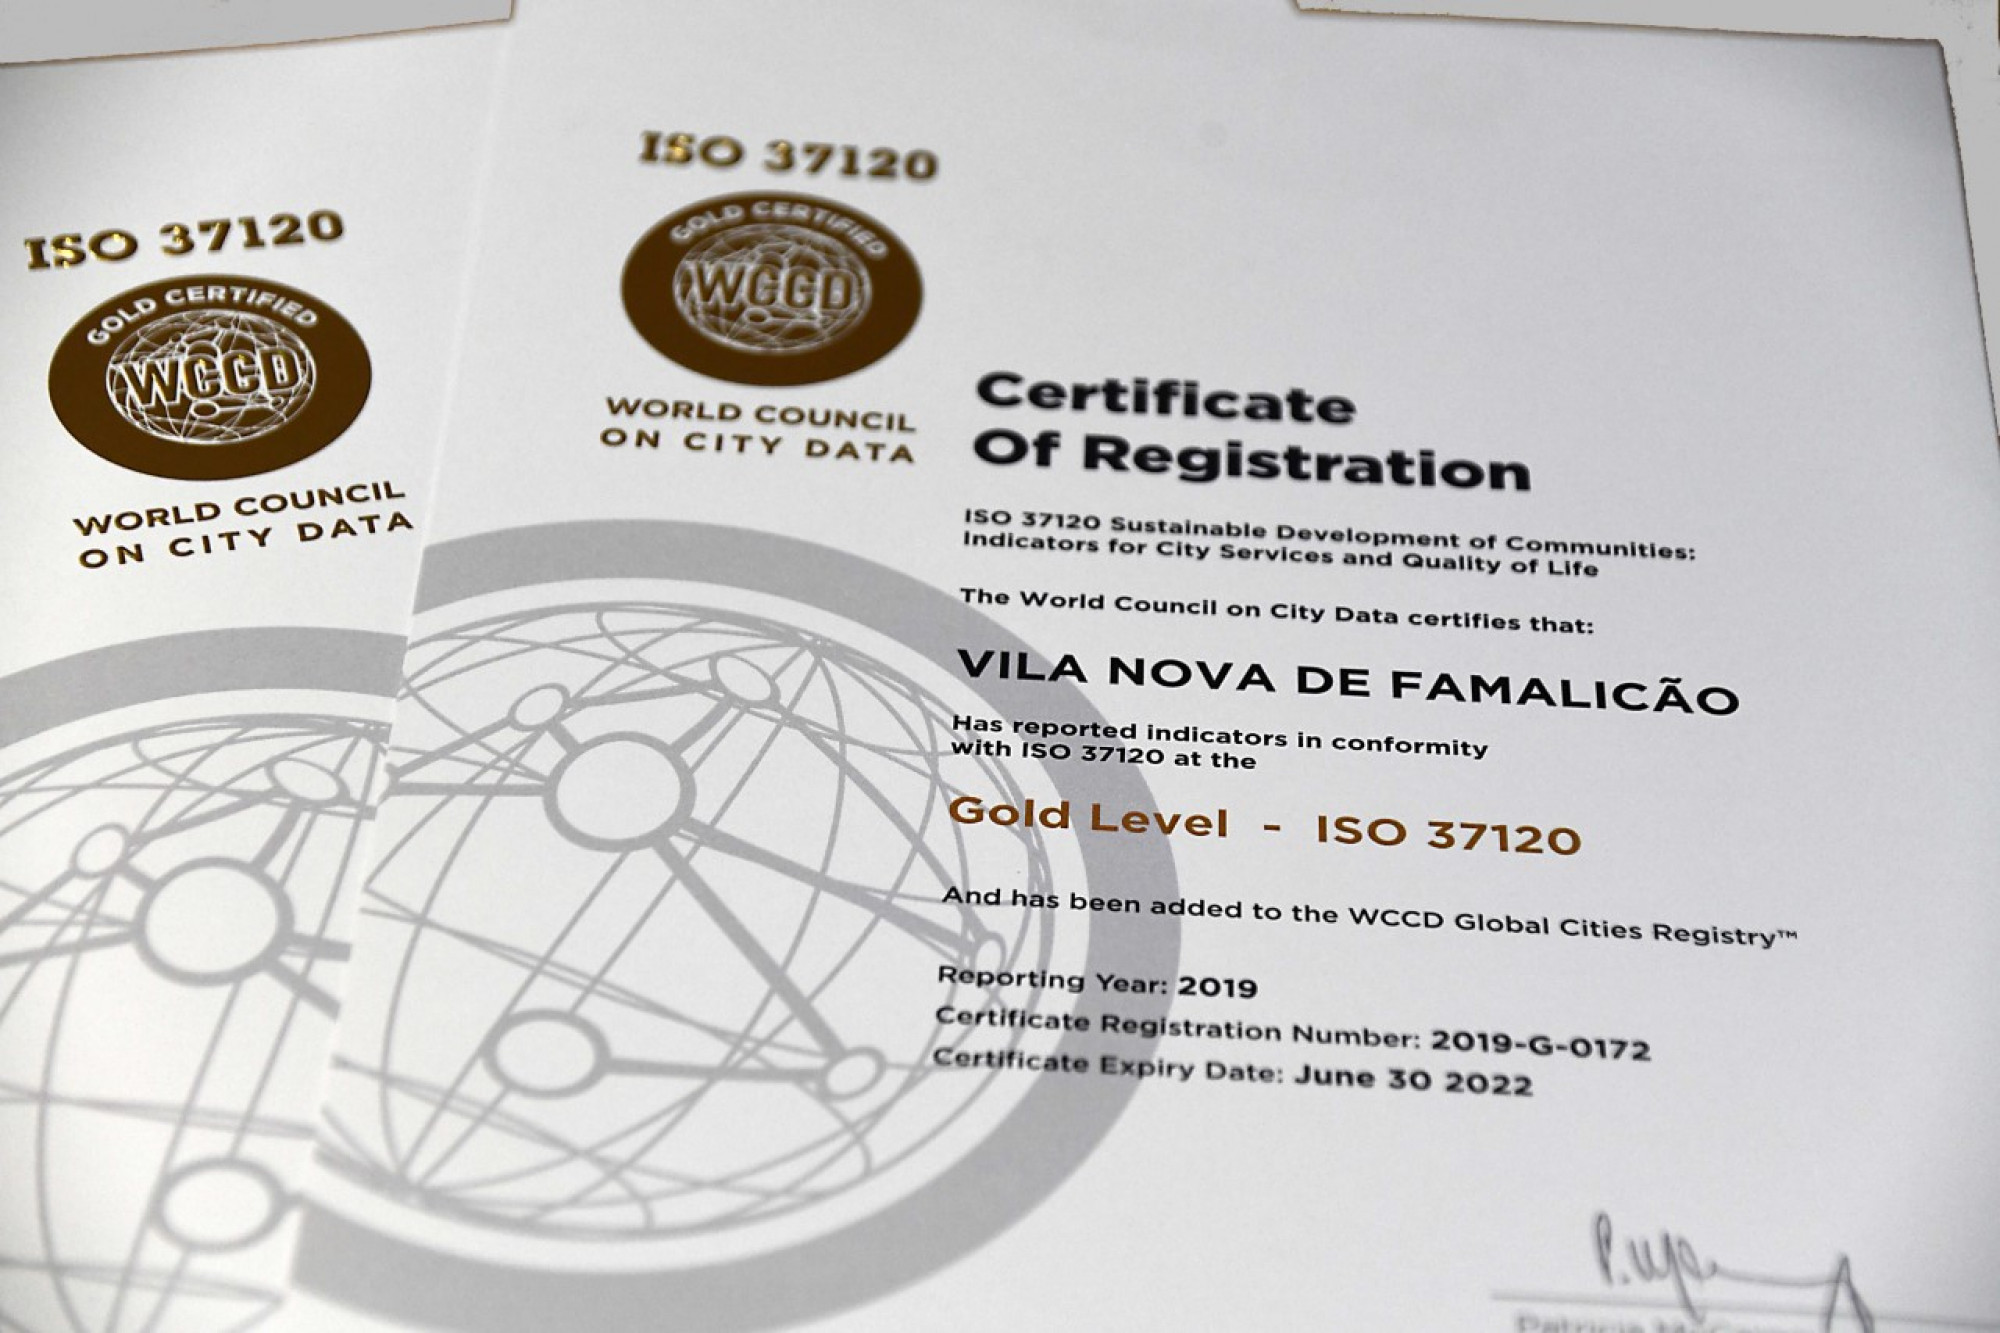 ISO 37120
GOLD CERTIFIED
WCCD
WORLD COUNCIL
ON CITY DATA
ISO 37120
GOLD CERTIFIED
WCCD
WORLD COUNCIL
ON CITY DATA
Certificate
Of Registration
ISO 37120 Sustainable Development of Communities:
Indicators for City Services and Quality of Life
The World Council on City Data certifies that:
VILA NOVA DE FAMALICÃO
Has reported indicators in conformity
with ISO 37120 at the
Gold Level - ISO 37120
And has been added to the WCCD Global Cities Registry™
Reporting Year: 2019
Certificate Registration Number: 2019-G-0172
Certificate Expiry Date: June 30 2022
Patricia